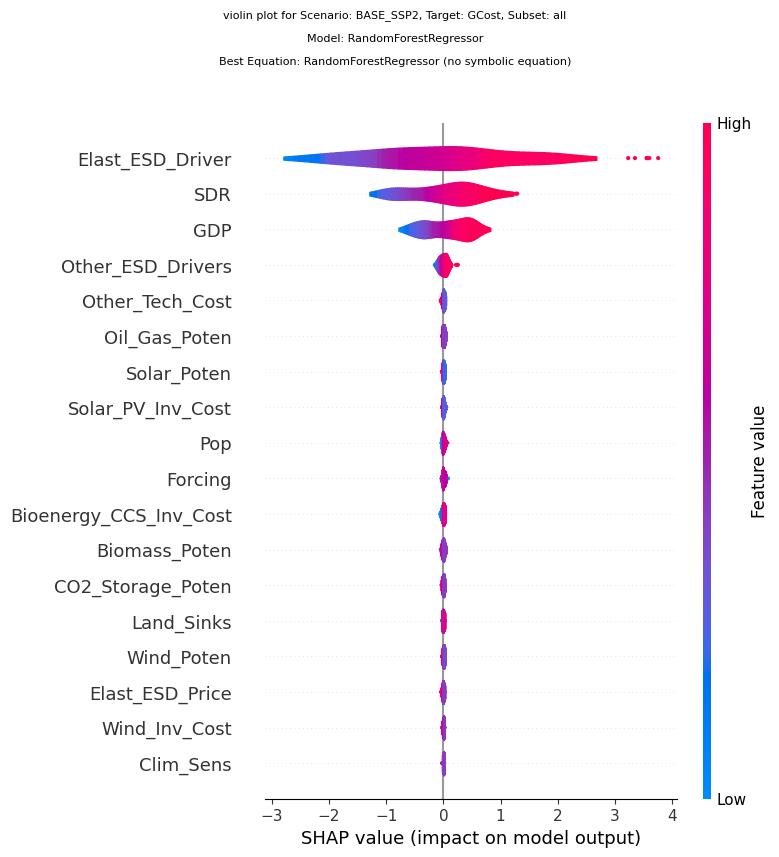 violin plot for Scenario: BASE_SSP2, Target: GCost, Subset: all
Model: RandomForestRegressor
Best Equation: RandomForestRegressor (no symbolic equation)
High
Elast_ESD_Driver
SDR
GDP
Other_ESD_Drivers
Other_Tech_Cost
Oil_Gas_Poten
Solar_Poten
Solar_PV_Inv_Cost
Pop
Forcing
Bioenergy_CCS_Inv_Cost
Biomass_Poten
CO2_Storage_Poten
Land_Sinks
Wind_Poten
Elast_ESD_Price
Wind_Inv_Cost
Clim_Sens
Feature value
Low
−3 −2 −1 0 1 2 3 4
SHAP value (impact on model output)